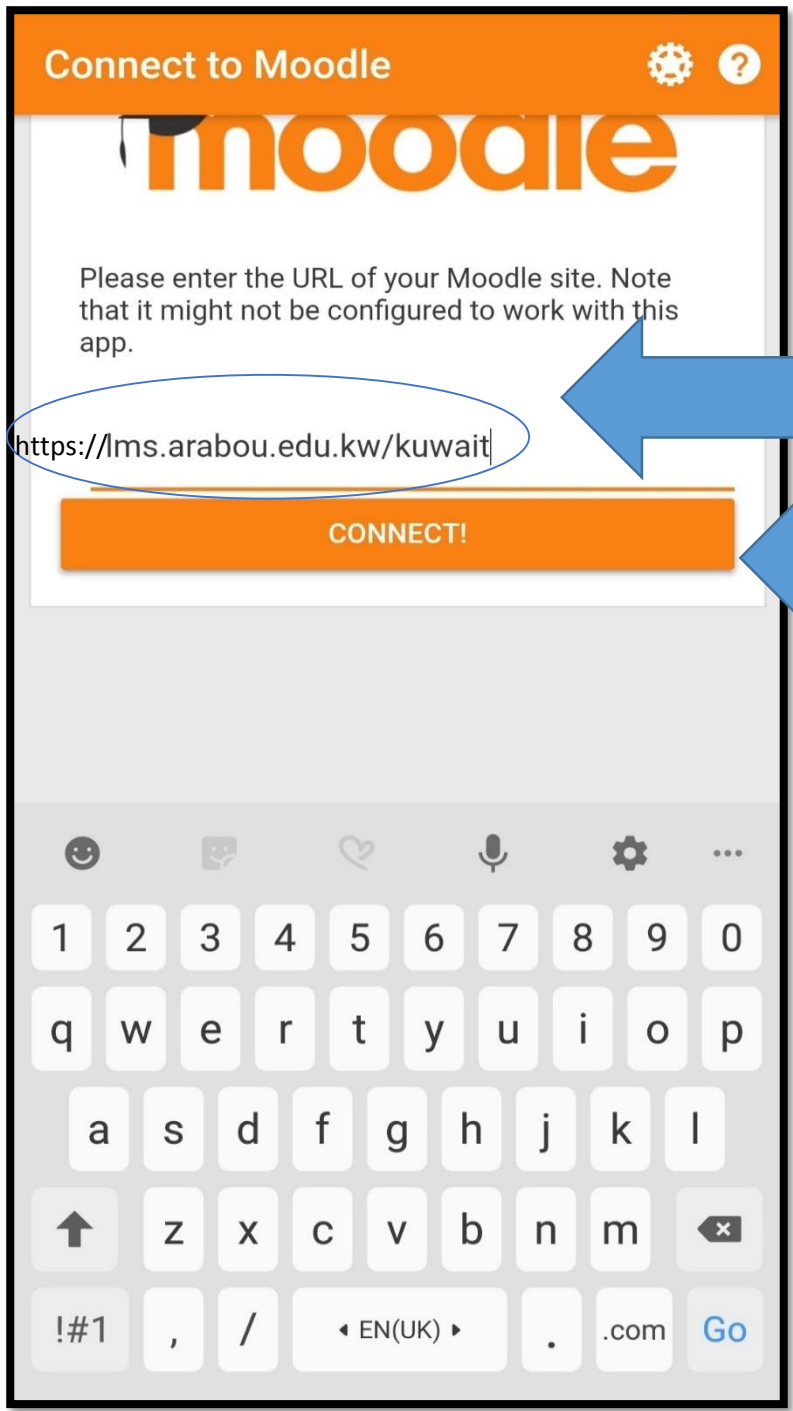 Connect to Moodle
moodle
Please enter the URL of your Moodle site. Note
that it might not be configured to work with this
app.
https://lms.arabou.edu.kw/kuwait
CONNECT!
1 2 3 4 5 6 7 8 9 0
q w e r t y u i o p
a s d f g h j k l
z x c v b n m
!#1 , / EN(UK) . .com Go